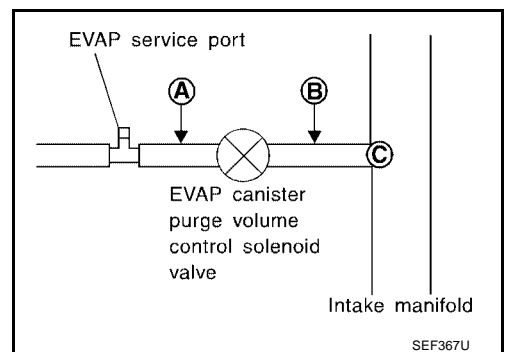 EVAP service port
A
B
C
EVAP canister
purge volume
control solenoid
valve
Intake manifold
SEF367U